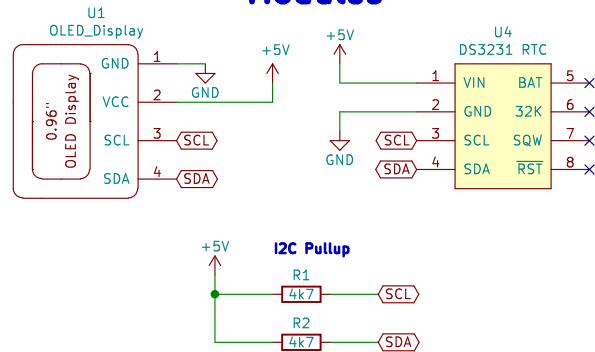 Modules
U1
OLED_Display
0.96"
OLED Display
GND 1
VCC 2
SCL 3
SDA 4
GND
+5V
SCL
SDA
U4
DS3231 RTC
+5V
GND
SCL
SDA
1 VIN
2 GND
3 SCL
4 SDA
BAT 5
32K 6
SQW 7
RST 8
I2C Pullup
+5V
R1
4k7
SCL
R2
4k7
SDA